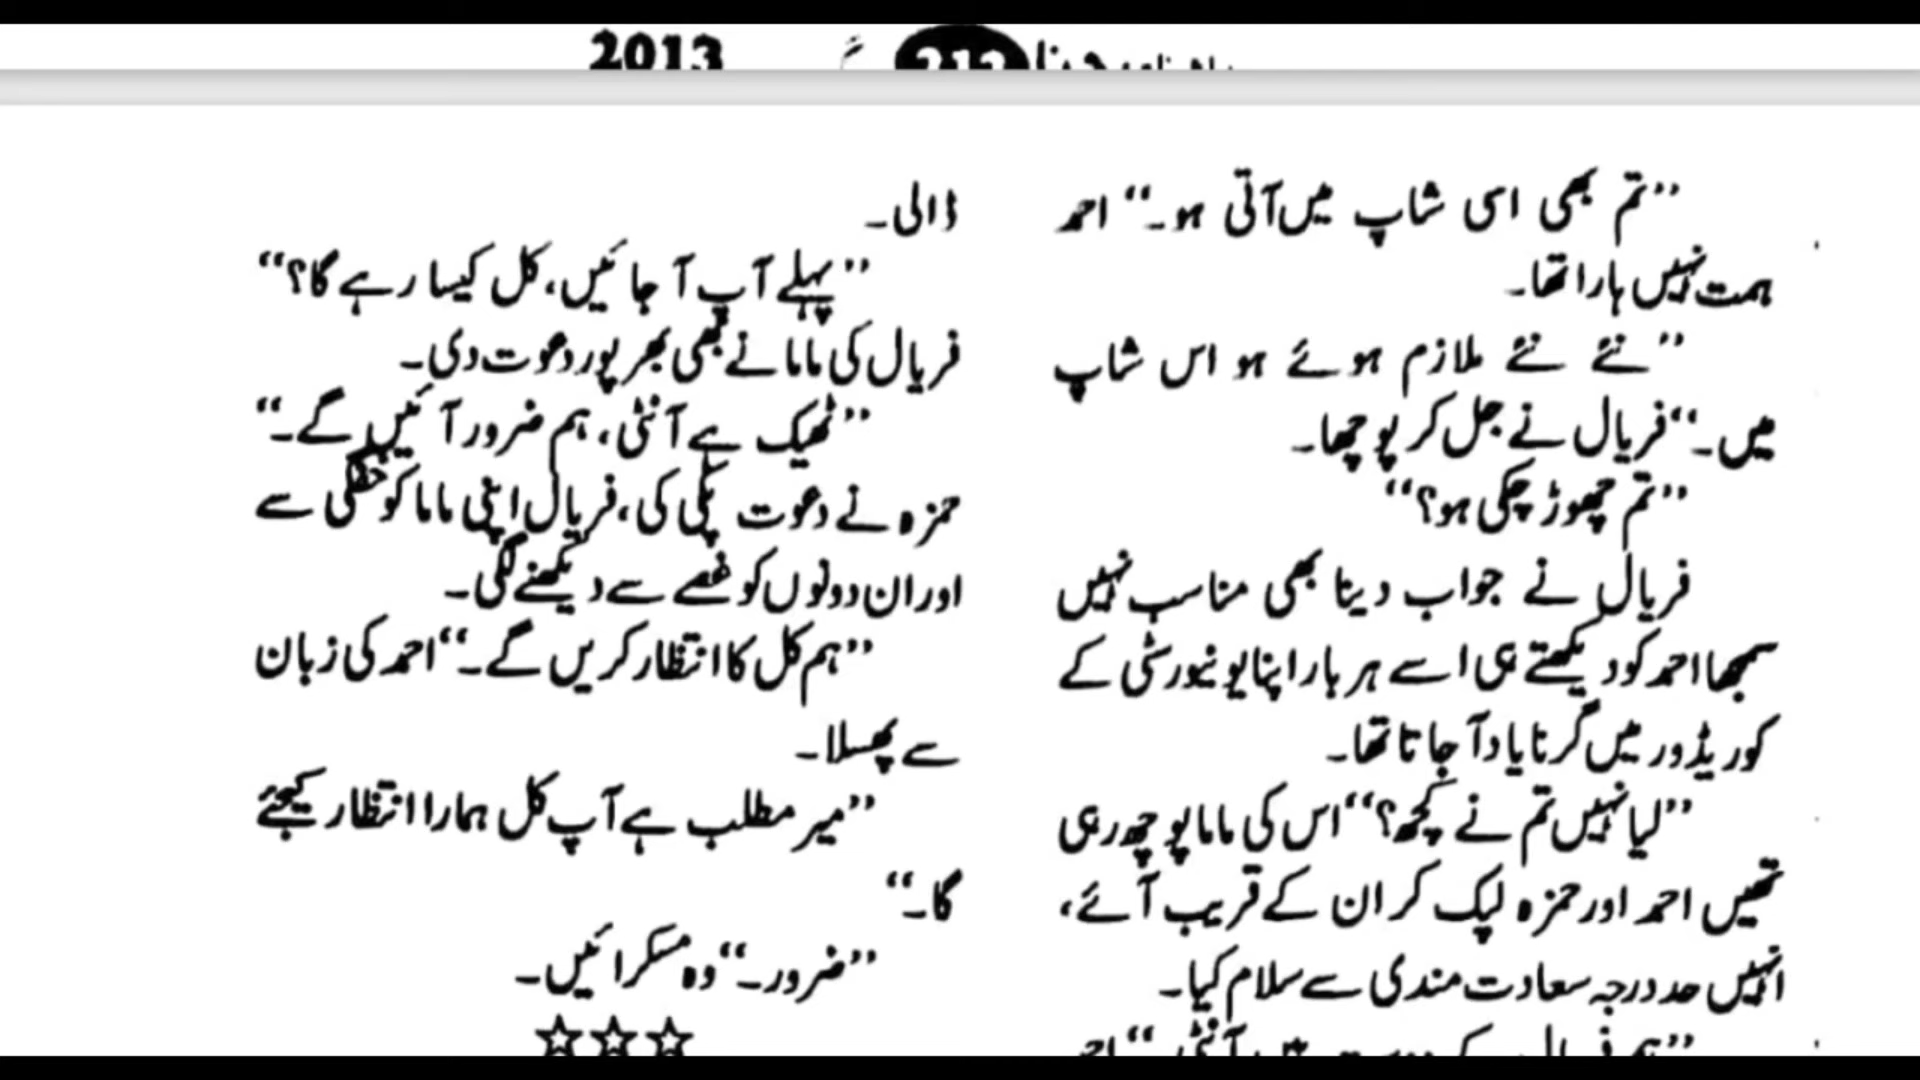 2013
”تم بھی اسی شاپ میں آتی ہو۔“ احمد
ہمت نہیں ہارا تھا۔
”نئے نئے ملازم ہوئے ہو اس شاپ
میں۔“ فریال نے جل کر پوچھا۔
”تم چھوڑ چکی ہو؟“
فریال نے جواب دینا بھی مناسب نہیں
سمجھا احمد کو دیکھتے ہی اسے ہر بار اپنا یونیورسٹی کے
کوریڈور میں گرنا یاد آ جاتا تھا۔
”لیا نہیں تم نے کچھ؟“ اس کی ماما پوچھ رہی
تھیں احمد اور حمزہ لپک کر ان کے قریب آئے،
انہیں حد درجہ سعادت مندی سے سلام کیا۔
ڈالی۔
”پہلے آپ آ جائیں، کل کیسا رہے گا؟“
فریال کی ماما نے بھی بھرپور دعوت دی۔
”ٹھیک ہے آنٹی، ہم ضرور آئیں گے۔“
حمزہ نے دعوت پکی کی، فریال اپنی ماما کو خفگی سے
اور ان دونوں کو غصے سے دیکھنے لگی۔
”ہم کل کا انتظار کریں گے۔“ احمد کی زبان
سے پھسلا۔
”میر مطلب ہے آپ کل ہمارا انتظار کیجئے
گا۔“
”ضرور۔“ وہ مسکرائیں۔
☆☆☆